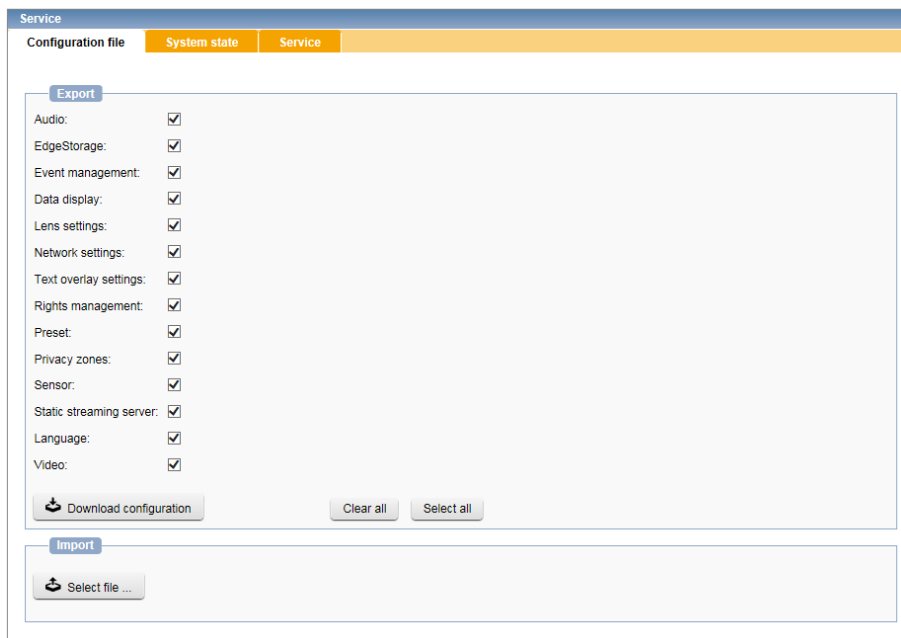 Service
Configuration file System state Service
Export
Audio:
EdgeStorage:
Event management:
Data display:
Lens settings:
Network settings:
Text overlay settings:
Rights management:
Preset:
Privacy zones:
Sensor:
Static streaming server:
Language:
Video:
Download configuration Clear all Select all
Import
Select file ...